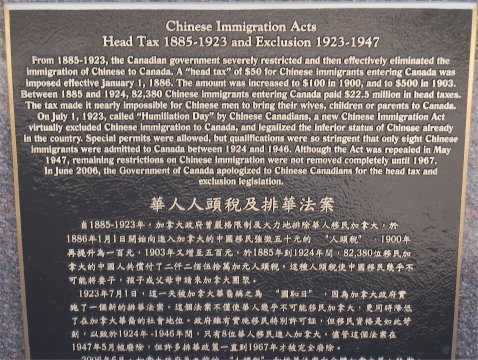 Chinese Immigration Acts
Head Tax 1885-1923 and Exclusion 1923-1947
From 1885-1923, the Canadian government severely restricted and then effectively eliminated the
immigration of Chinese to Canada. A “head tax” of $50 for Chinese immigrants entering Canada was
imposed effective January 1, 1886. The amount was increased to $100 in 1900, and to $500 in 1903.
Between 1885 and 1924, 82,380 Chinese immigrants entering Canada paid $22.5 million in head taxes.
The tax made it nearly impossible for Chinese men to bring their wives, children or parents to Canada.
On July 1, 1923, called “Humiliation Day” by Chinese Canadians, a new Chinese Immigration Act
virtually excluded Chinese immigration to Canada, and legalized the inferior status of Chinese already
in the country. Special permits were allowed, but qualifications were so stringent that only eight Chinese
immigrants were admitted to Canada between 1924 and 1946. Although the Act was repealed in May
1947, remaining restrictions on Chinese immigration were not removed completely until 1967.
In June 2006, the Government of Canada apologized to Chinese Canadians for the head tax and
exclusion legislation.
華人人頭稅及排華法案
自1885-1923年，加拿大政府曾嚴格限制及大力地排除華人移民加拿大，於
1886年1月1日開始向進入加拿大的中國移民強徵五十元的 “人頭稅” 1900年
再提升為一百元，1903年又增至五百元，於1885年到1924年間，82,380位移民加
拿大的中國人共償付了二仟二佰伍拾萬加元人頭稅，這種人頭稅使中國移民幾乎不
可能將妻子，孩子或父母申請來加拿大團聚。
1923年7月1日，這一天被加拿大華裔稱之為 “國恥日”，因為加拿大政府實
施了一個新的排華法案，這個法案不僅使華人幾乎不可能移民加拿大，更同時降低
了在加拿大華裔的社會地位。政府雖有實施移民特別許可証，但移民資格是如此苛
刻，以致於1924年-1946年間，只有8位華人移民進入加拿大。儘管這個法案在
1947年5月被廢除，但許多排華政策一直到1967年才被完全廢除。